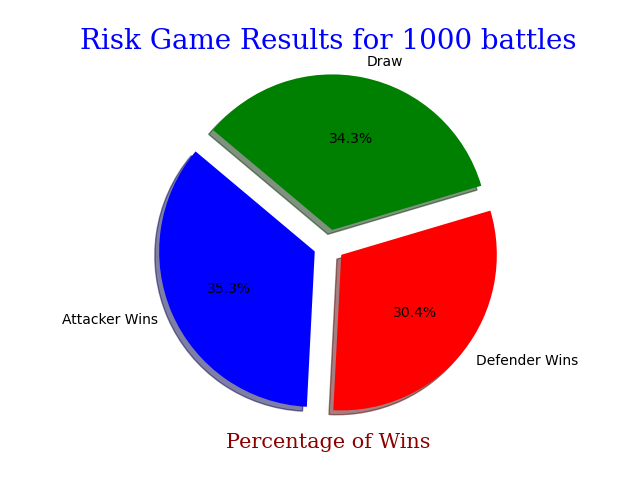 Risk Game Results for 1000 battles
Draw
34.3%
35.3%
30.4%
Attacker Wins
Defender Wins
Percentage of Wins